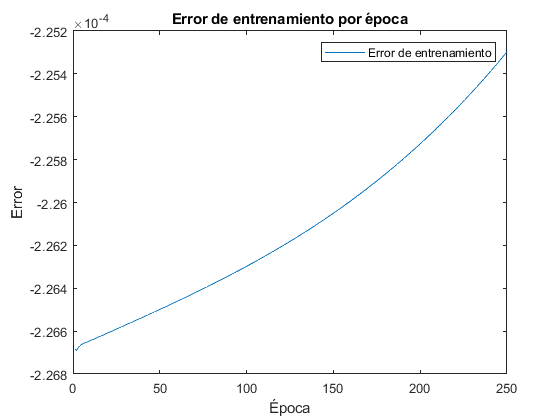 Error de entrenamiento por época
×10-4
Error de entrenamiento
-2.252
-2.254
-2.256
-2.258
-2.26
-2.262
-2.264
-2.266
-2.268
Error
0 50 100 150 200 250
Época